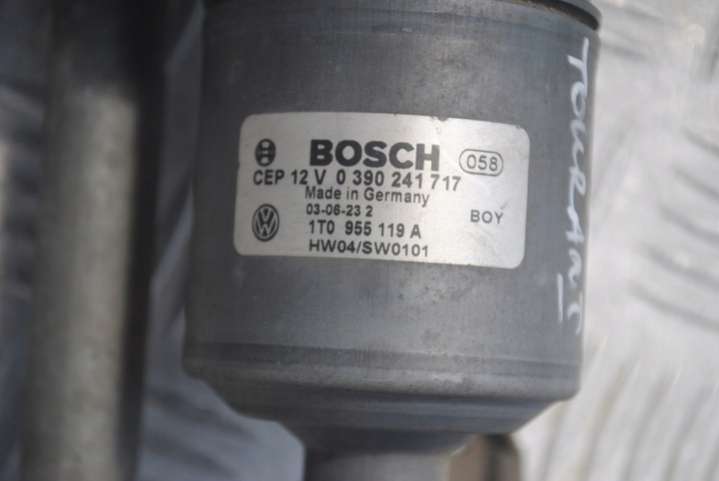 BOSCH 058
CEP 12 V 0 390 241 717
Made in Germany
03-06-23 2
BOY
1T0 955 119 A
HW04/SW0101
TOURANT